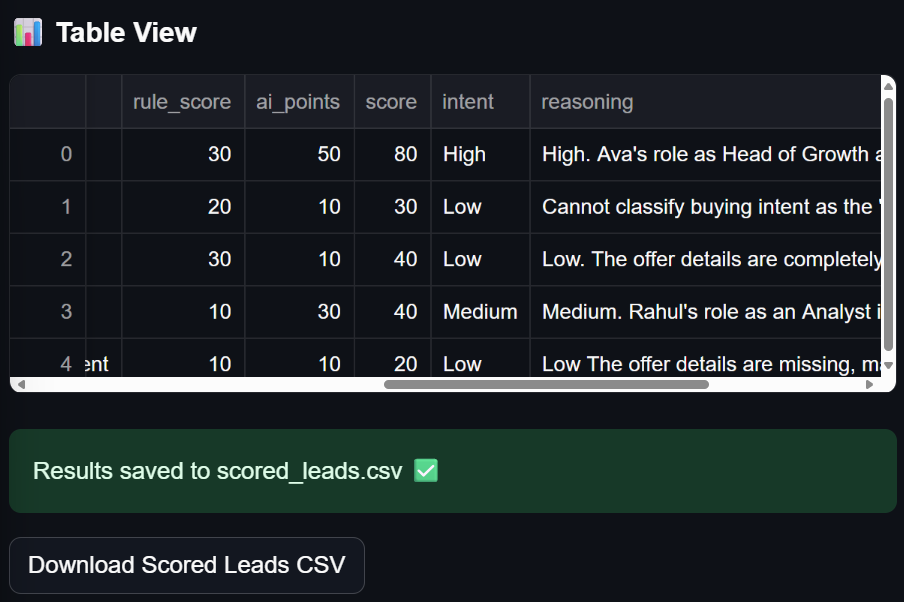 Table View
rule_score ai_points score intent reasoning
0 30 50 80 High High. Ava's role as Head of Growth
1 20 10 30 Low Cannot classify buying intent as the
2 30 10 40 Low Low. The offer details are completely
3 10 30 40 Medium Medium. Rahul's role as an Analyst
4 ent 10 10 20 Low Low The offer details are missing,
Results saved to scored_leads.csv ✅
Download Scored Leads CSV